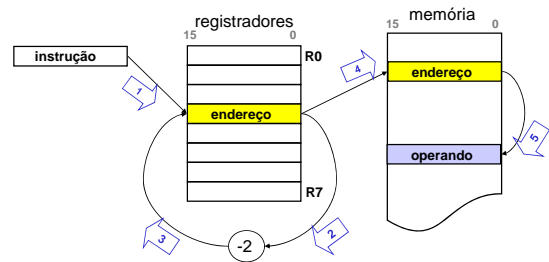 registradores
memória
15
0
15
0
instrução
R0
1
4
endereço
endereço
5
operando
R7
3
-2
2